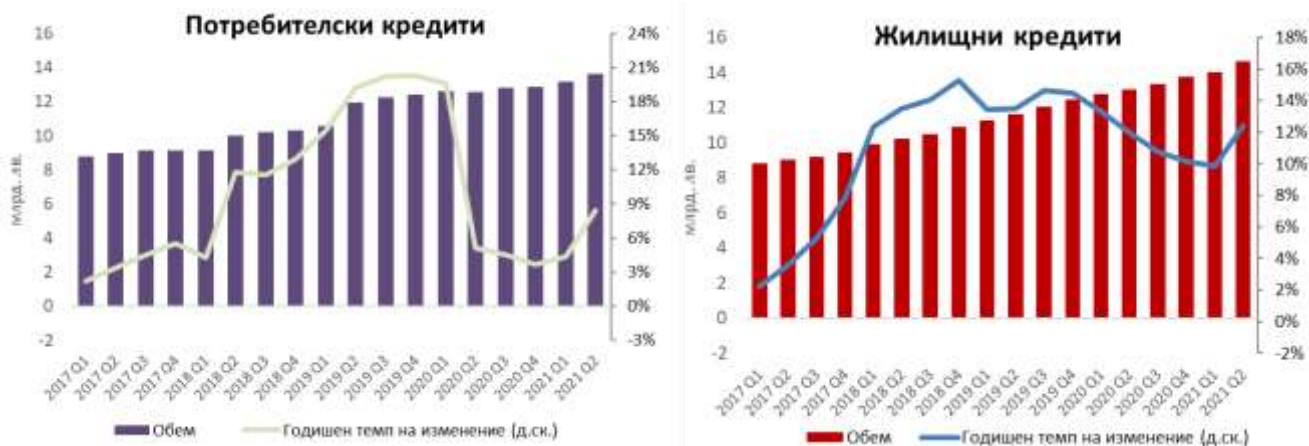 Потребителски кредити
млрд. лв.
16
14
12
10
8
6
4
2
0
-2
24%
21%
18%
15%
12%
9%
6%
3%
0%
-3%
2017 Q1
2017 Q2
2017 Q3
2017 Q4
2018 Q1
2018 Q2
2018 Q3
2018 Q4
2019 Q1
2019 Q2
2019 Q3
2019 Q4
2020 Q1
2020 Q2
2020 Q3
2020 Q4
2021 Q1
2021 Q2
Обем
Годишен темп на изменение (д.ск.)
Жилищни кредити
млрд. лв.
16
14
12
10
8
6
4
2
0
-2
18%
16%
14%
12%
10%
8%
6%
4%
2%
0%
-2%
2017 Q1
2017 Q2
2017 Q3
2017 Q4
2018 Q1
2018 Q2
2018 Q3
2018 Q4
2019 Q1
2019 Q2
2019 Q3
2019 Q4
2020 Q1
2020 Q2
2020 Q3
2020 Q4
2021 Q1
2021 Q2
Обем
Годишен темп на изменение (д.ск.)